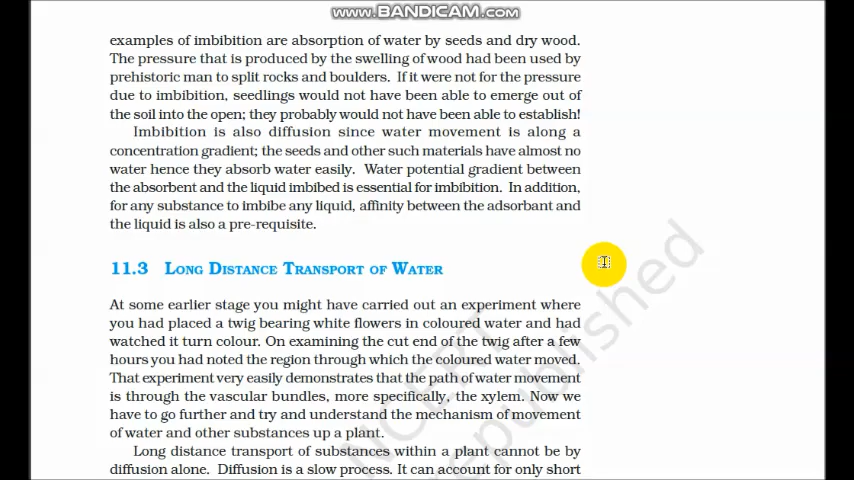 www.BANDICAM.com
examples of imbibition are absorption of water by seeds and dry wood.
The pressure that is produced by the swelling of wood had been used by
prehistoric man to split rocks and boulders. If it were not for the pressure
due to imbibition, seedlings would not have been able to emerge out of
the soil into the open; they probably would not have been able to establish!
Imbibition is also diffusion since water movement is along a
concentration gradient; the seeds and other such materials have almost no
water hence they absorb water easily. Water potential gradient between
the absorbent and the liquid imbibed is essential for imbibition. In addition,
for any substance to imbibe any liquid, affinity between the adsorbant and
the liquid is also a pre-requisite.
11.3 LONG DISTANCE TRANSPORT OF WATER
At some earlier stage you might have carried out an experiment where
you had placed a twig bearing white flowers in coloured water and had
watched it turn colour. On examining the cut end of the twig after a few
hours you had noted the region through which the coloured water moved.
That experiment very easily demonstrates that the path of water movement
is through the vascular bundles, more specifically, the xylem. Now we
have to go further and try and understand the mechanism of movement
of water and other substances up a plant.
Long distance transport of substances within a plant cannot be by
diffusion alone. Diffusion is a slow process. It can account for only short
NCERT
republished